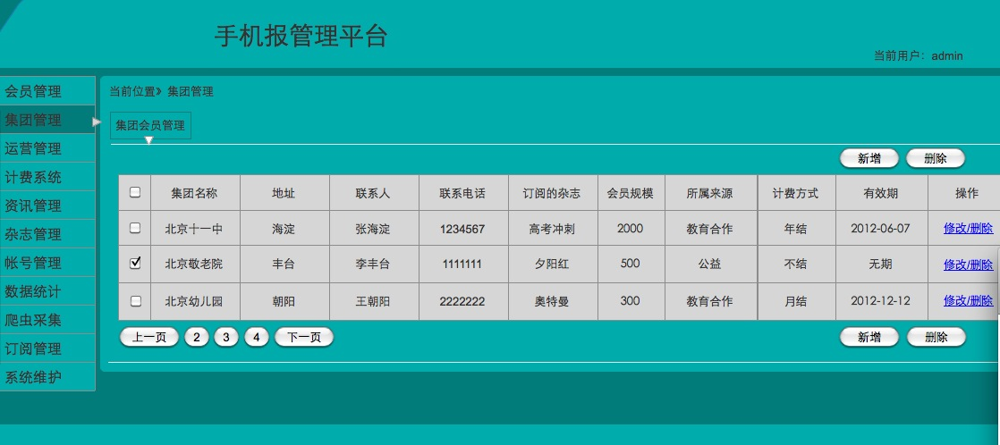 手机报管理平台
当前用户：admin
会员管理
集团管理
运营管理
计费系统
资讯管理
杂志管理
帐号管理
数据统计
爬虫采集
订阅管理
系统维护
当前位置》 集团管理
集团会员管理
新增 删除
集团名称 地址 联系人 联系电话 订阅的杂志 会员规模 所属来源 计费方式 有效期 操作
北京十一中 海淀 张海淀 1234567 高考冲刺 2000 教育合作 年结 2012-06-07 修改/删除
北京敬老院 丰台 李丰台 1111111 夕阳红 500 公益 不结 无期 修改/删除
北京幼儿园 朝阳 王朝阳 2222222 奥特曼 300 教育合作 月结 2012-12-12 修改/删除
上一页 2 3 4 下一页 新增 删除